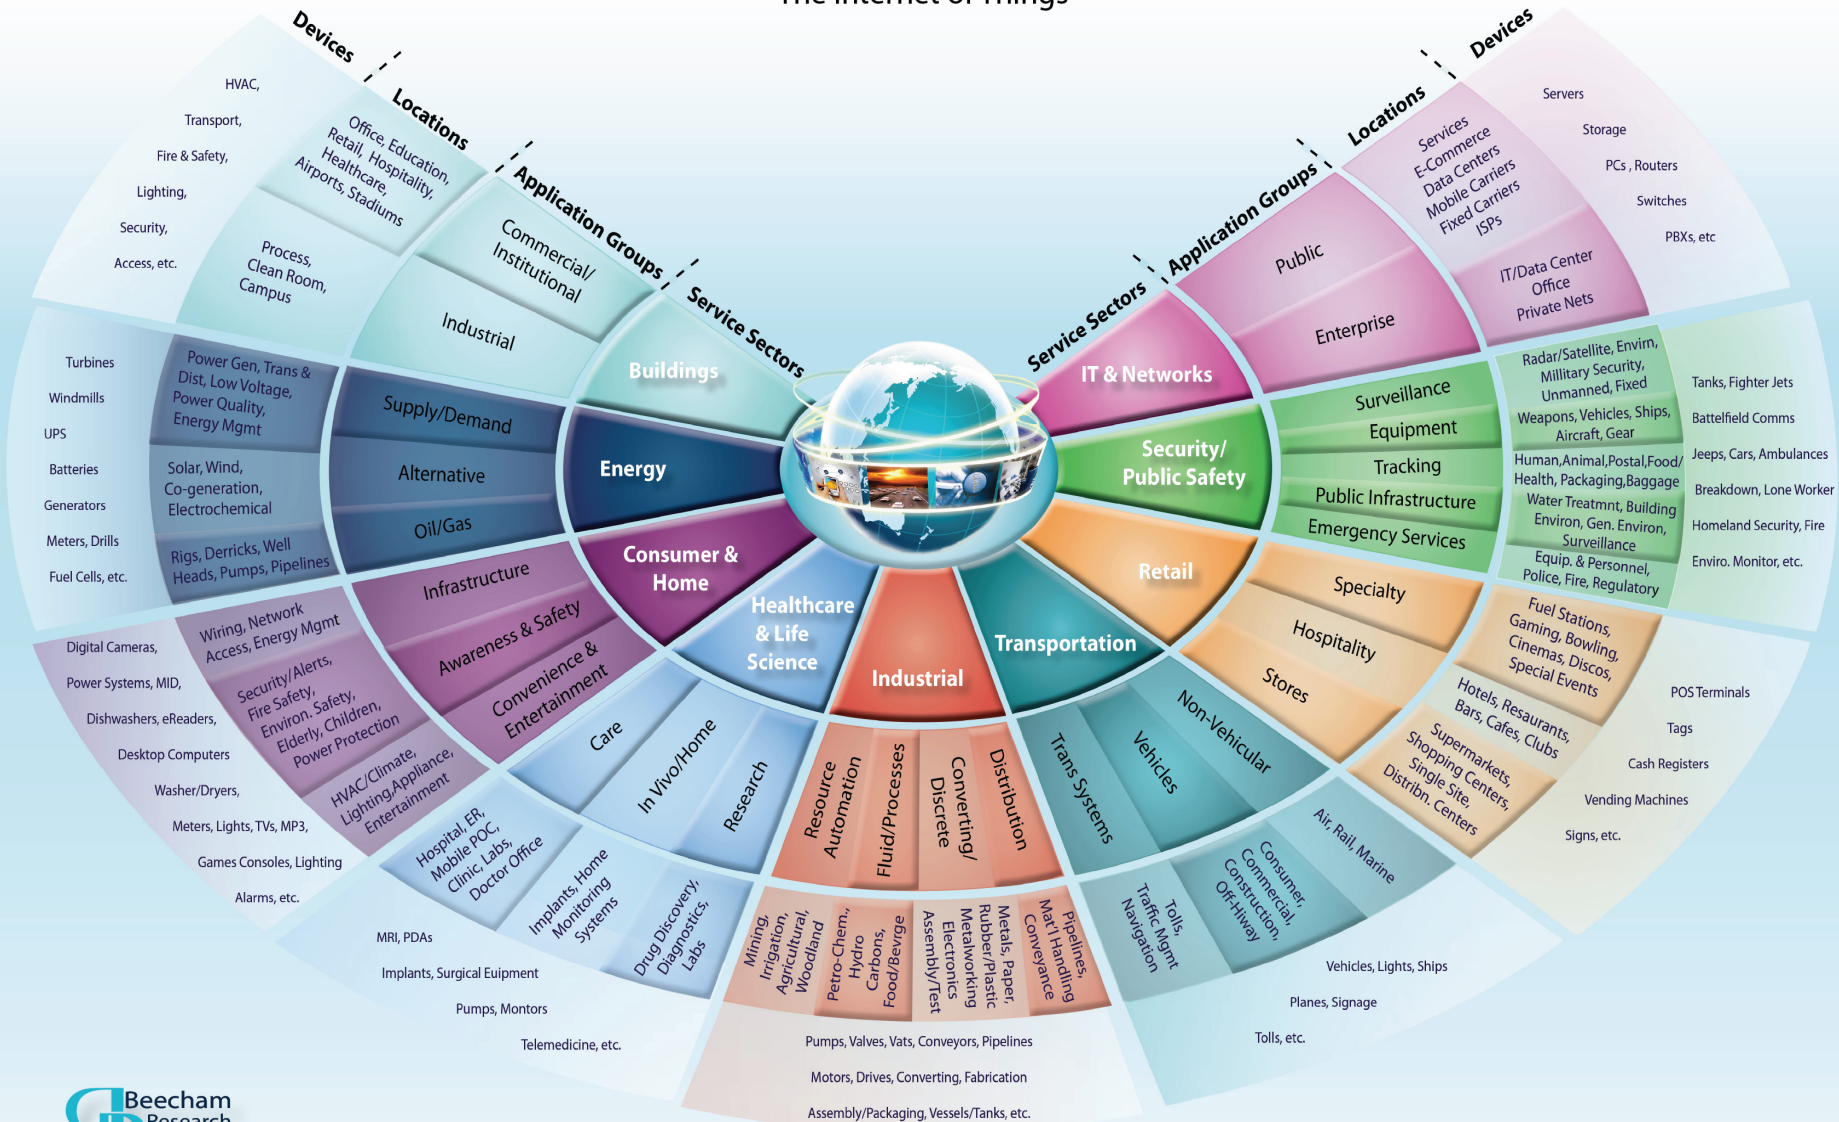 The Internet of Things
Devices
Locations
Application Groups
Service Sectors
Devices
Locations
Application Groups
Service Sectors
Buildings
Commercial/
Institutional
Industrial
Office, Education,
Retail, Hospitality,
Healthcare,
Airports, Stadiums
Process,
Clean Room,
Campus
HVAC,
Transport,
Fire & Safety,
Lighting,
Security,
Access, etc.
Energy
Supply/Demand
Alternative
Oil/Gas
Power Gen, Trans &
Dist, Low Voltage,
Power Quality,
Energy Mgmt
Solar, Wind,
Co-generation,
Electrochemical
Rigs, Derricks, Well
Heads, Pumps, Pipelines
Turbines
Windmills
UPS
Batteries
Generators
Meters, Drills
Fuel Cells, etc.
Consumer &
Home
Infrastructure
Awareness & Safety
Convenience &
Entertainment
Wiring, Network
Access, Energy Mgmt
Security/Alerts,
Fire Safety,
Environ. Safety,
Elderly, Children,
Power Protection
HVAC/Climate,
Lighting,Appliance,
Entertainment
Digital Cameras,
Power Systems, MID,
Dishwashers, eReaders,
Desktop Computers
Washer/Dryers,
Meters, Lights, TVs, MP3,
Games Consoles, Lighting
Alarms, etc.
Healthcare
& Life
Science
Care
In Vivo/Home
Research
Hospital, ER,
Mobile POC,
Clinic, Labs,
Doctor Office
Implants, Home
Monitoring
Systems
Drug Discovery,
Diagnostics,
Labs
MRI, PDAs
Implants, Surgical Euipment
Pumps, Montors
Telemedicine, etc.
Industrial
Resource
Automation
Fluid/Processes
Converting/
Discrete
Distribution
Mining,
Irrigation,
Agricultural,
Woodland
Petro-Chem.,
Hydro
Carbons,
Food/Bevrge
Metals, Paper,
Rubber/Plastic
Metalworking
Electronics
Assembly/Test
Pipelines,
Mat'l Handling
Conveyance
Pumps, Valves, Vats, Conveyors, Pipelines
Motors, Drives, Converting, Fabrication
Assembly/Packaging, Vessels/Tanks, etc.
Transportation
Non-Vehicular
Vehicles
Trans Systems
Air, Rail, Marine
Consumer,
Commercial,
Construction,
Off-Hiway
Tolls,
Traffic Mgmt
Navigation
Vehicles, Lights, Ships
Planes, Signage
Tolls, etc.
Retail
Specialty
Hospitality
Stores
Fuel Stations,
Gaming, Bowling,
Cinemas, Discos,
Special Events
Hotels, Resaurants,
Bars, Cafes, Clubs
Supermarkets,
Shopping Centers,
Single Site,
Distribn. Centers
POS Terminals
Tags
Cash Registers
Vending Machines
Signs, etc.
Security/
Public Safety
Surveillance
Equipment
Tracking
Public Infrastructure
Emergency Services
Radar/Satellite, Envirn,
Millitary Security,
Unmanned, Fixed
Weapons, Vehicles, Ships,
Aircraft, Gear
Human,Animal,Postal,Food/
Health, Packaging,Baggage
Water Treatmnt, Building
Environ, Gen. Environ,
Surveillance
Equip. & Personnel,
Police, Fire, Regulatory
Tanks, Fighter Jets
Battelfield Comms
Jeeps, Cars, Ambulances
Breakdown, Lone Worker
Homeland Security, Fire
Enviro. Monitor, etc.
IT & Networks
Public
Enterprise
Services
E-Commerce
Data Centers
Mobile Carriers
Fixed Carriers
ISPs
IT/Data Center
Office
Private Nets
Servers
Storage
PCs , Routers
Switches
PBXs, etc
Beecham
Research